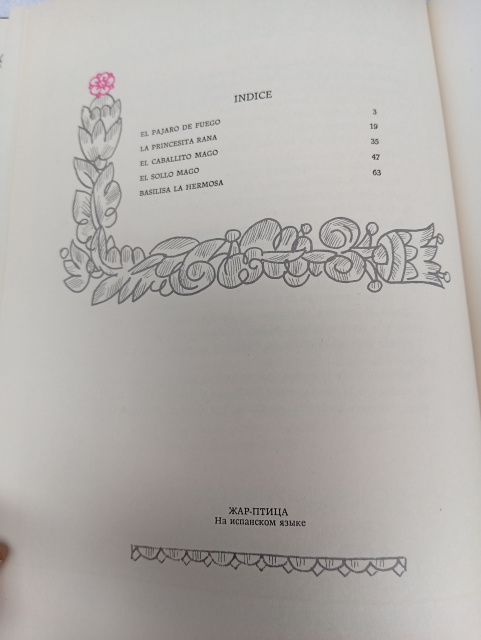 INDICE
EL PAJARO DE FUEGO 3
LA PRINCESITA RANA 19
EL CABALLITO MAGO 35
EL SOLLO MAGO 47
BASILISA LA HERMOSA 63
ЖАР-ПТИЦА
На испанском языке